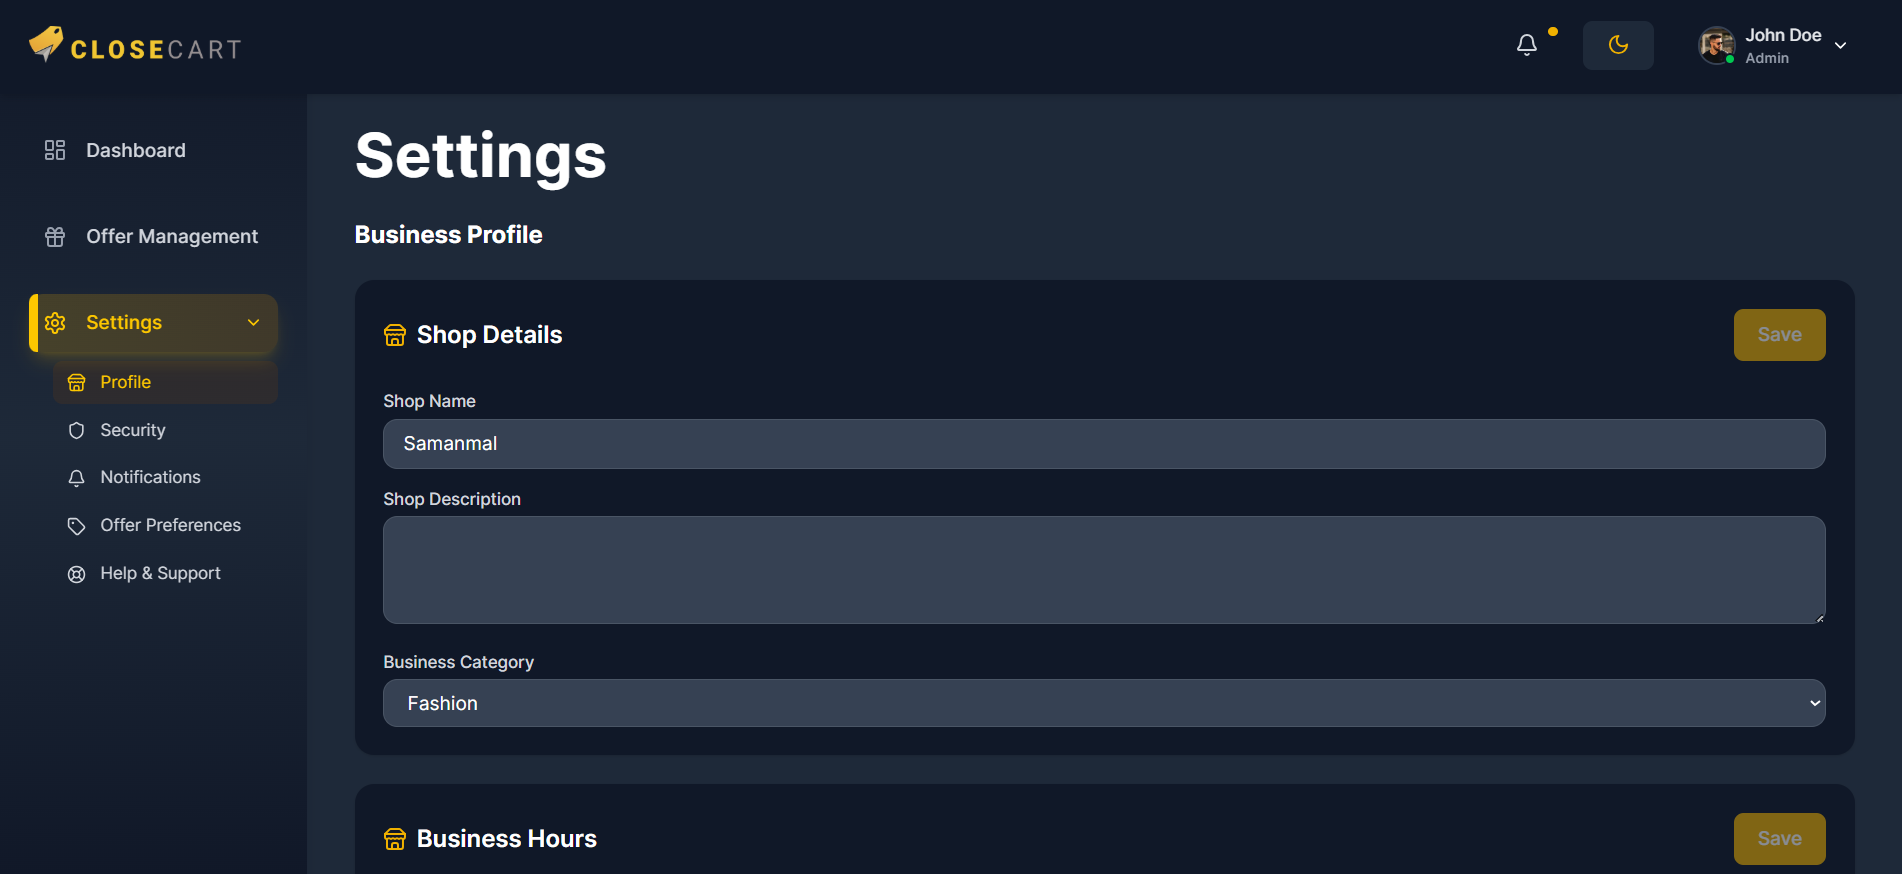 CLOSECART
John Doe
Admin
Dashboard
Offer Management
Settings
Profile
Security
Notifications
Offer Preferences
Help & Support
Settings
Business Profile
Shop Details
Save
Shop Name
Samanmal
Shop Description
Business Category
Fashion
Business Hours
Save